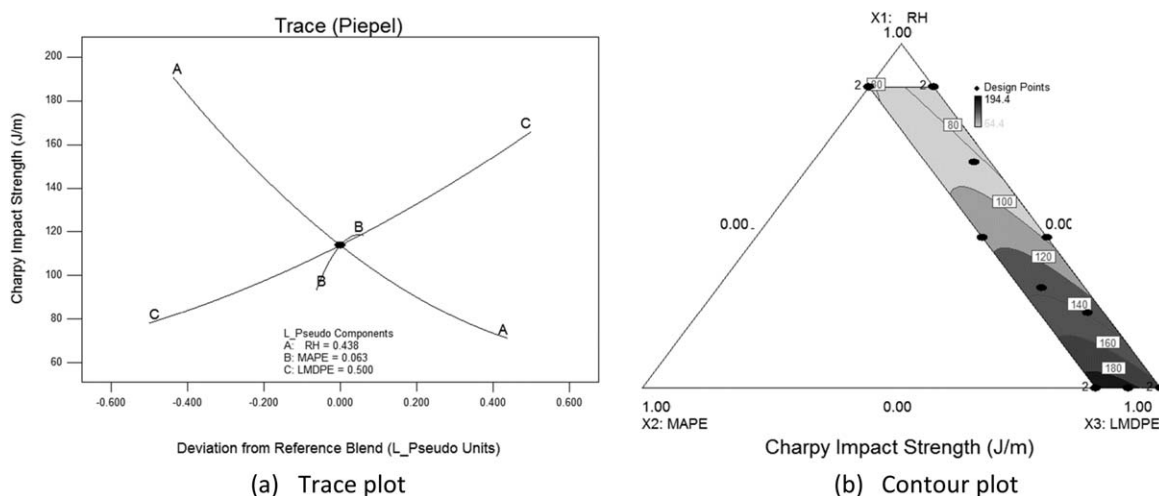 Trace (Piepel)
Charpy Impact Strength (J/m)
200
180
160
140
120
100
80
60
A
C
B
B
C
A
L_Pseudo Components
A: RH = 0.438
B: MAPE = 0.063
C: LMDPE = 0.500
-0.600 -0.400 -0.200 0.000 0.200 0.400 0.600
Deviation from Reference Blend (L_Pseudo Units)
(a) Trace plot
X1: RH
1.00
2 80 2
Design Points
194.4
64.4
80
100
0.00 0.00
120
140
160
180
2 2
1.00 0.00 1.00
X2: MAPE X3: LMDPE
Charpy Impact Strength (J/m)
(b) Contour plot